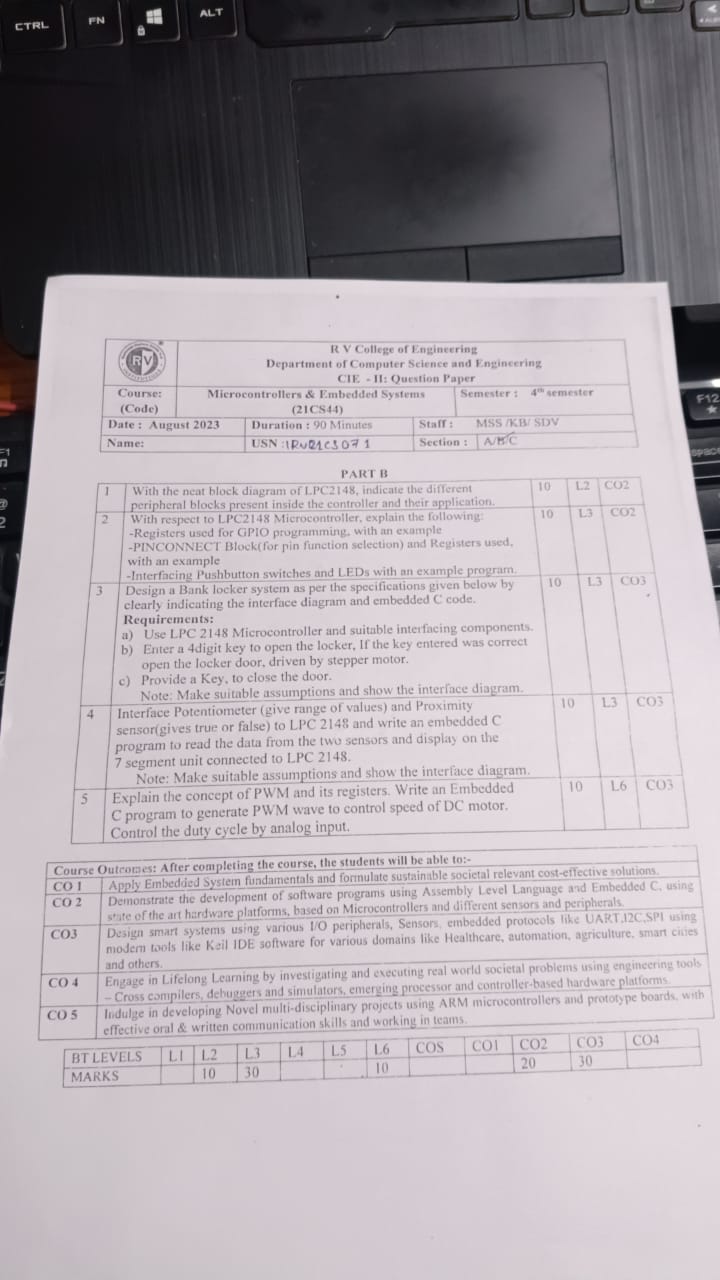 CTRL
FN
ALT
F12
F1
R V College of Engineering
Department of Computer Science and Engineering
CIE - II: Question Paper
Course: Microcontrollers & Embedded Systems Semester : 4th semester
(Code) (21CS44)
Date : August 2023 Duration : 90 Minutes Staff : MSS /KB/ SDV
Name: USN :1RV21CS071 Section : A/B/C
PART B
1 With the neat block diagram of LPC2148, indicate the different 10 L2 CO2
peripheral blocks present inside the controller and their application.
2 With respect to LPC2148 Microcontroller, explain the following: 10 L3 CO2
-Registers used for GPIO programming, with an example
-PINCONNECT Block(for pin function selection) and Registers used,
with an example
-Interfacing Pushbutton switches and LEDs with an example program.
3 Design a Bank locker system as per the specifications given below by 10 L3 CO3
clearly indicating the interface diagram and embedded C code.
Requirements:
a) Use LPC 2148 Microcontroller and suitable interfacing components.
b) Enter a 4digit key to open the locker, If the key entered was correct
open the locker door, driven by stepper motor.
c) Provide a Key, to close the door.
Note: Make suitable assumptions and show the interface diagram.
4 Interface Potentiometer (give range of values) and Proximity 10 L3 CO3
sensor(gives true or false) to LPC 2148 and write an embedded C
program to read the data from the two sensors and display on the
7 segment unit connected to LPC 2148.
Note: Make suitable assumptions and show the interface diagram.
5 Explain the concept of PWM and its registers. Write an Embedded 10 L6 CO3
C program to generate PWM wave to control speed of DC motor.
Control the duty cycle by analog input.
Course Outcomes: After completing the course, the students will be able to:-
CO 1 Apply Embedded System fundamentals and formulate sustainable societal relevant cost-effective solutions.
CO 2 Demonstrate the development of software programs using Assembly Level Language and Embedded C, using
state of the art hardware platforms, based on Microcontrollers and different sensors and peripherals.
CO3 Design smart systems using various I/O peripherals, Sensors, embedded protocols like UART,I2C,SPI using
modern tools like Keil IDE software for various domains like Healthcare, automation, agriculture, smart cities
and others.
CO 4 Engage in Lifelong Learning by investigating and executing real world societal problems using engineering tools
– Cross compilers, debuggers and simulators, emerging processor and controller-based hardware platforms.
CO 5 Indulge in developing Novel multi-disciplinary projects using ARM microcontrollers and prototype boards, with
effective oral & written communication skills and working in teams.
BT LEVELS L1 L2 L3 L4 L5 L6 COS CO1 CO2 CO3 CO4
MARKS 10 30 10 20 30